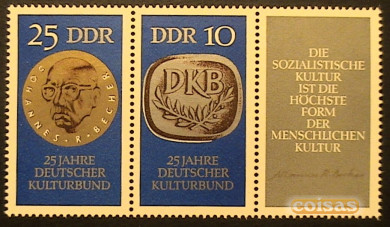 25 DDR
JOHANNES · R · BECHER
25 JAHRE
DEUTSCHER
KULTURBUND
DDR 10
DKB
25 JAHRE
DEUTSCHER
KULTURBUND
DIE
SOZIALISTISCHE
KULTUR
IST DIE
HÖCHSTE
FORM
DER
MENSCHLICHEN
KULTUR
coisas